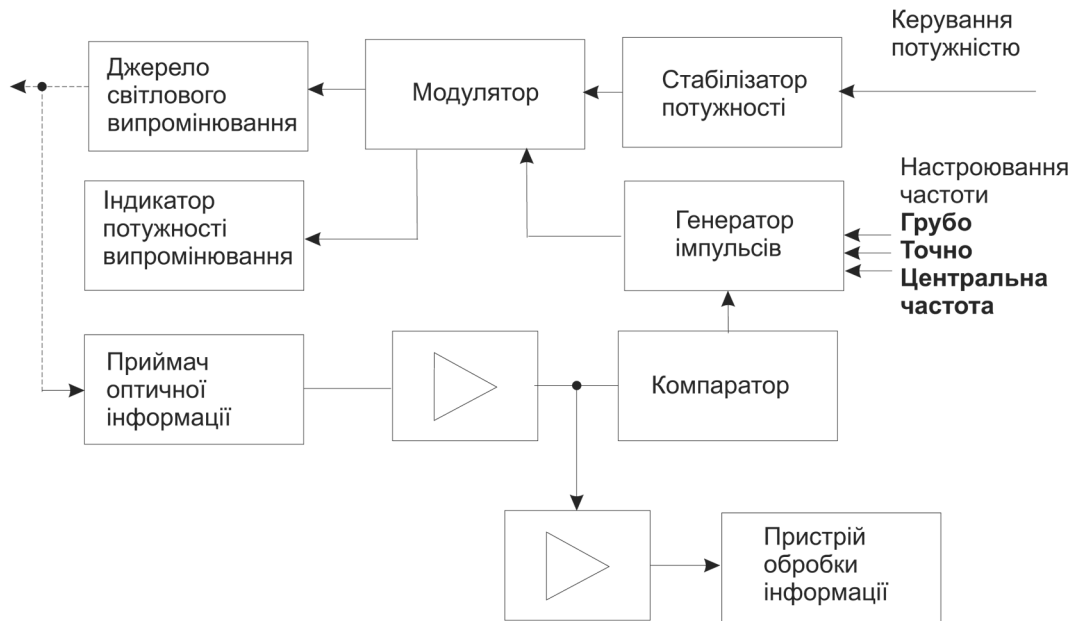 Керування
потужністю
Джерело
світлового
випромінювання
Модулятор
Стабілізатор
потужності
Індикатор
потужності
випромінювання
Генератор
імпульсів
Настроювання
частоти
Грубо
Точно
Центральна
частота
Приймач
оптичної
інформації
Компаратор
Пристрій
обробки
інформації